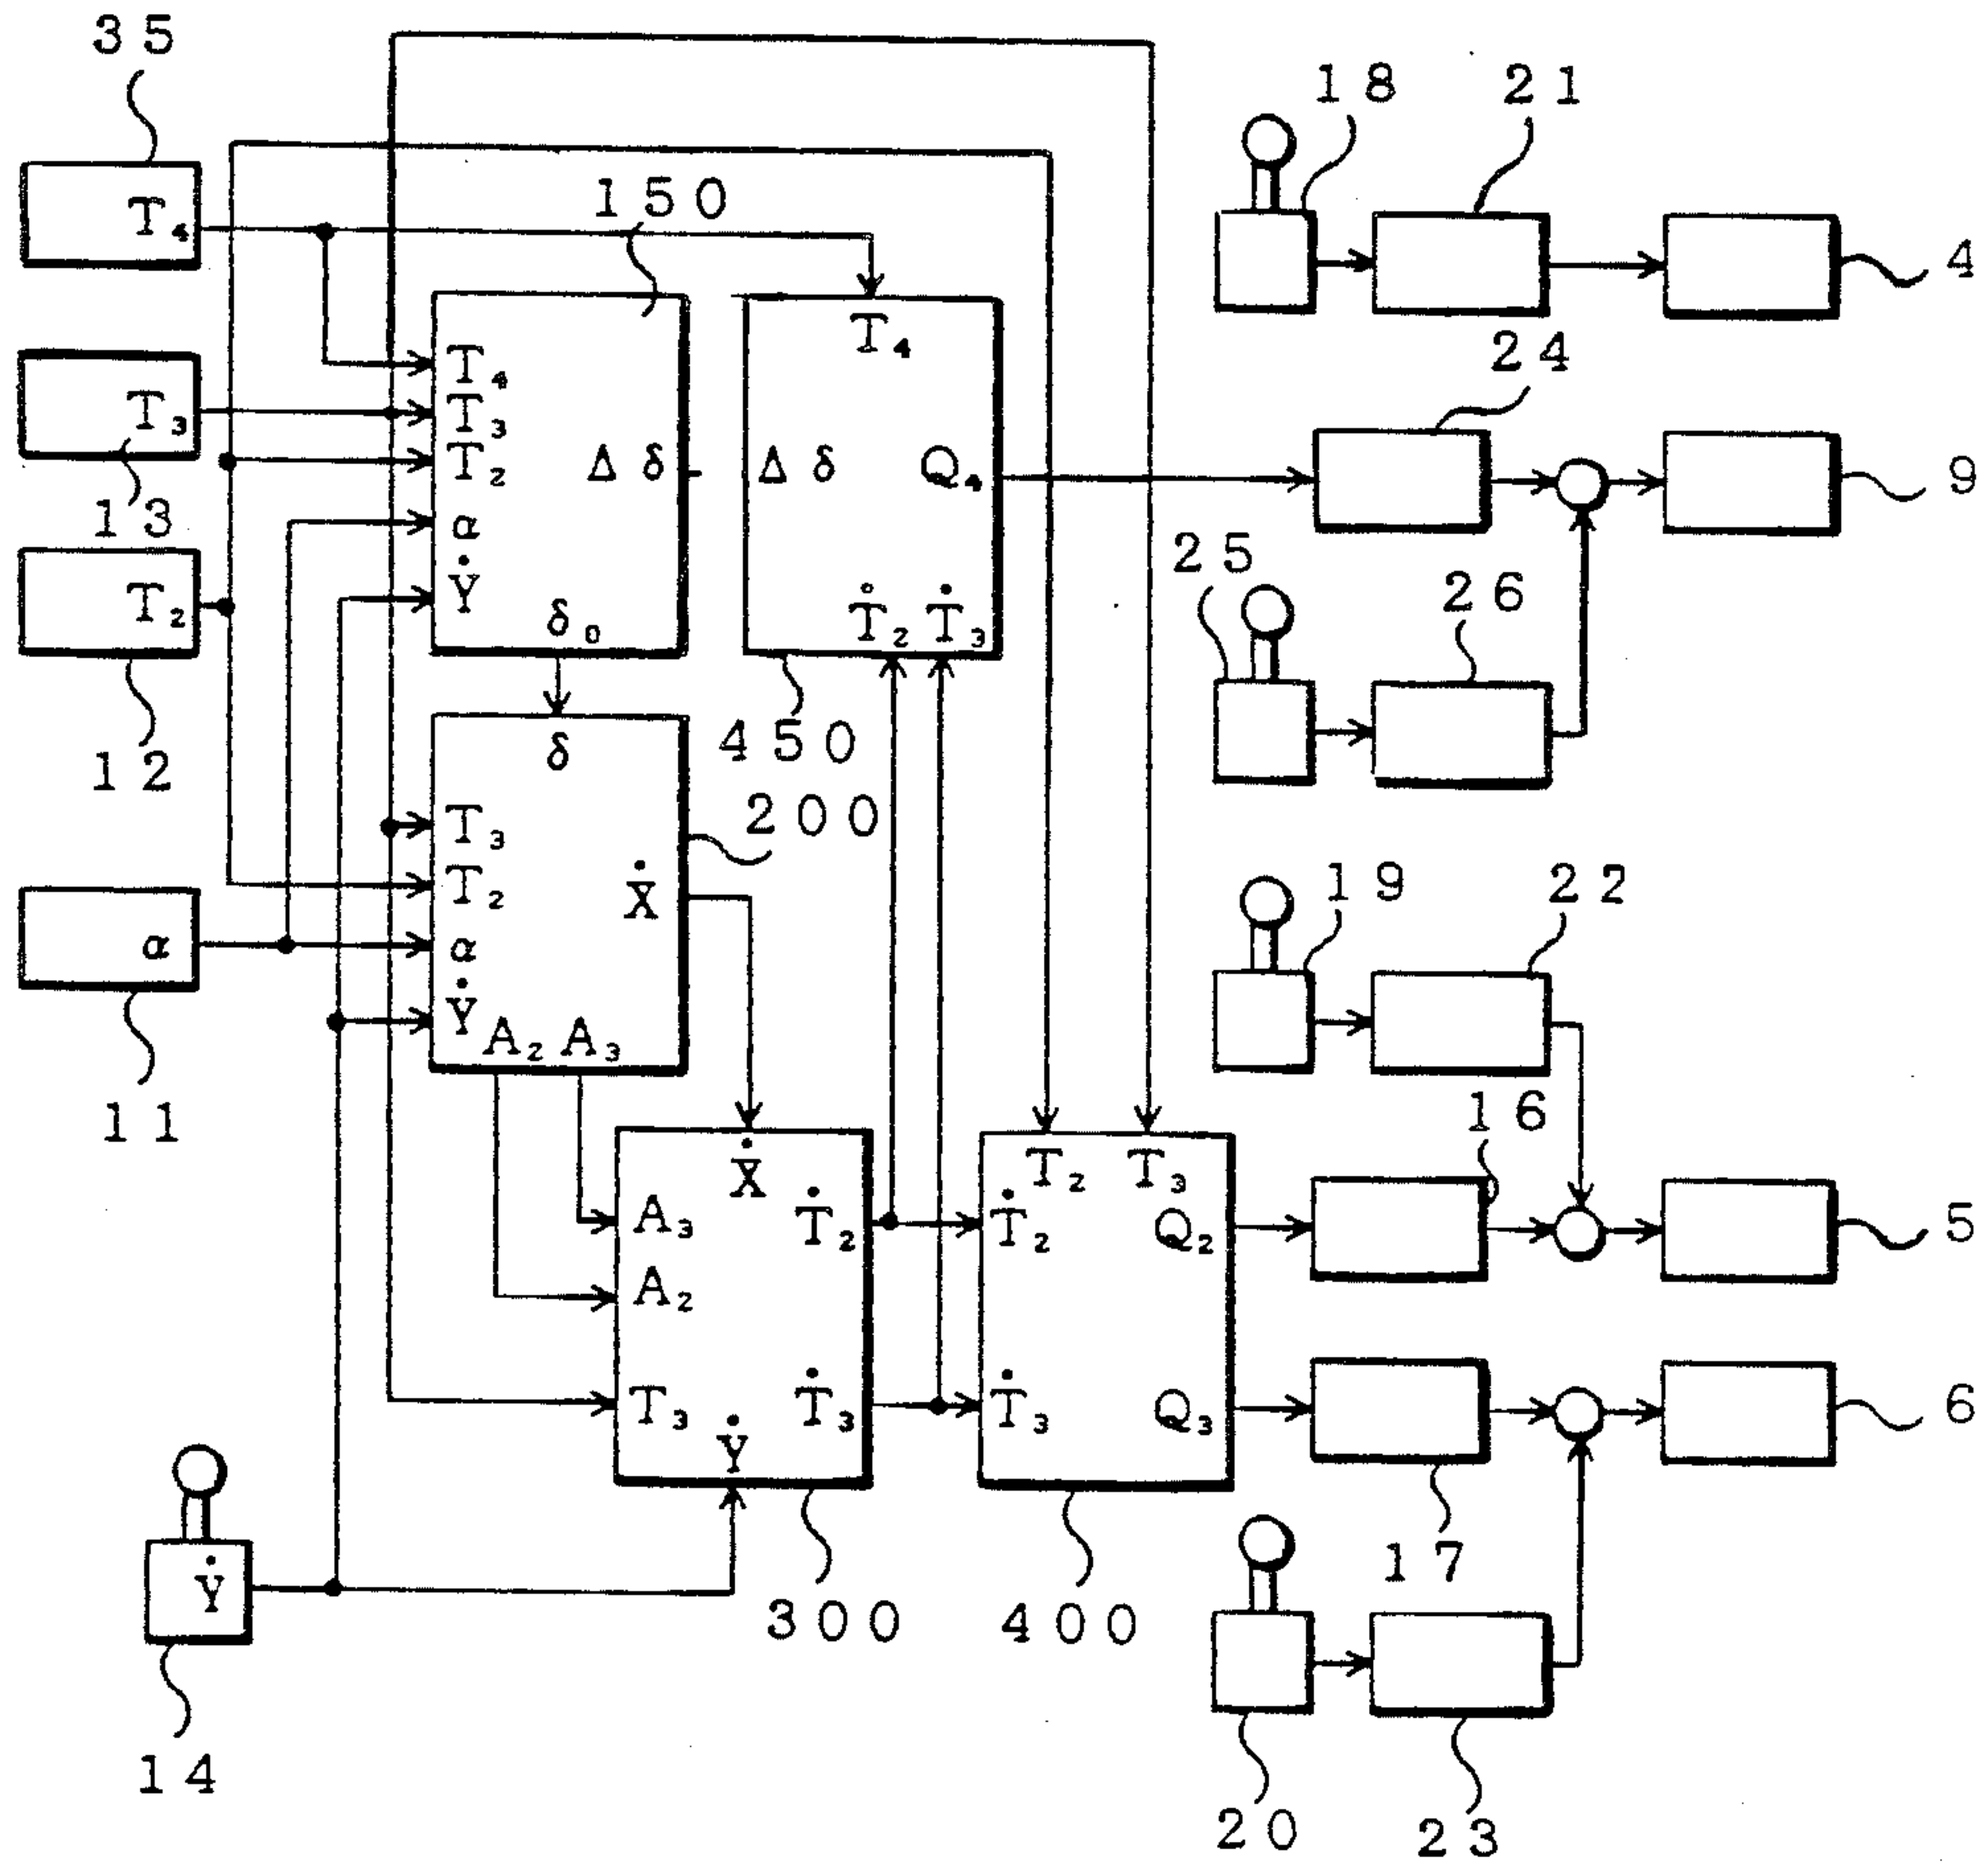 35
T₄
150
18
21
4
T₃
13
T₄
T₃
T₂
α
Ẏ
Δδ
δ₀
T₄
Δδ
Q₄
Ṫ₂ Ṫ₃
24
9
T₂
12
25
26
450
200
δ
T₃
T₂
α
Ẏ
Ẋ
A₂ A₃
α
11
19
22
16
Ẋ
A₃
A₂
T₃
Ẏ
Ṫ₂
Ṫ₃
T₂ T₃
Ṫ₂
Ṫ₃
Q₂
Q₃
5
6
17
Ẏ
14
300
400
20
23